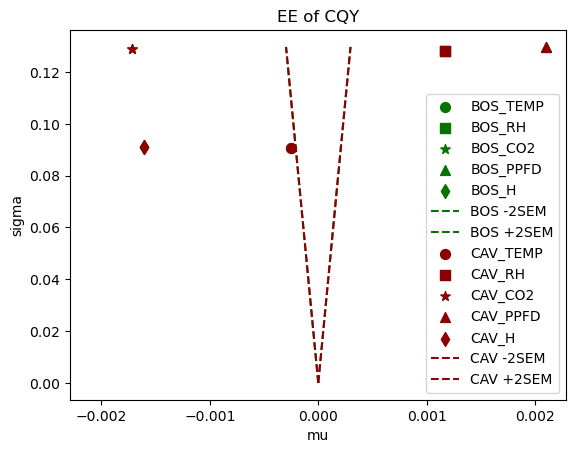 EE of CQY
sigma
0.12
0.10
0.08
0.06
0.04
0.02
0.00
BOS_TEMP
BOS_RH
BOS_CO2
BOS_PPFD
BOS_H
BOS -2SEM
BOS +2SEM
CAV_TEMP
CAV_RH
CAV_CO2
CAV_PPFD
CAV_H
CAV -2SEM
CAV +2SEM
−0.002
−0.001
0.000
0.001
0.002
mu